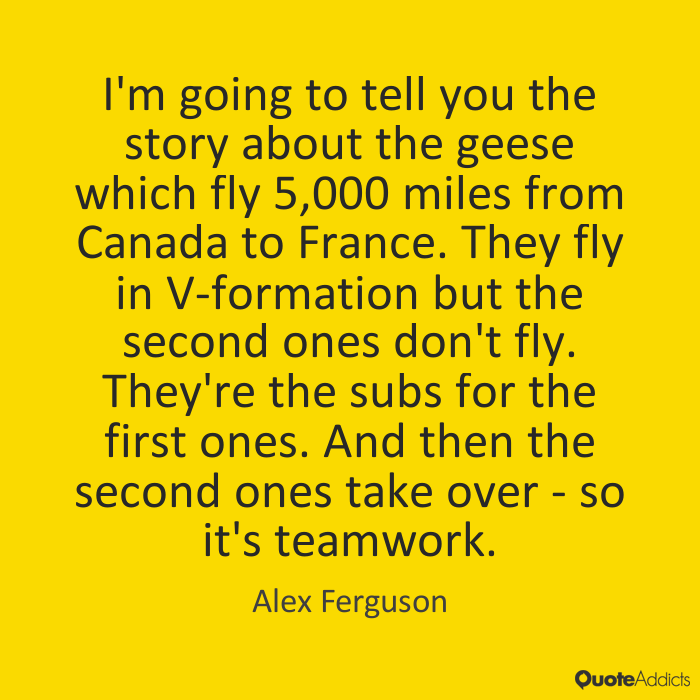 I'm going to tell you the
story about the geese
which fly 5,000 miles from
Canada to France. They fly
in V-formation but the
second ones don't fly.
They're the subs for the
first ones. And then the
second ones take over - so
it's teamwork.
Alex Ferguson
QuoteAddicts